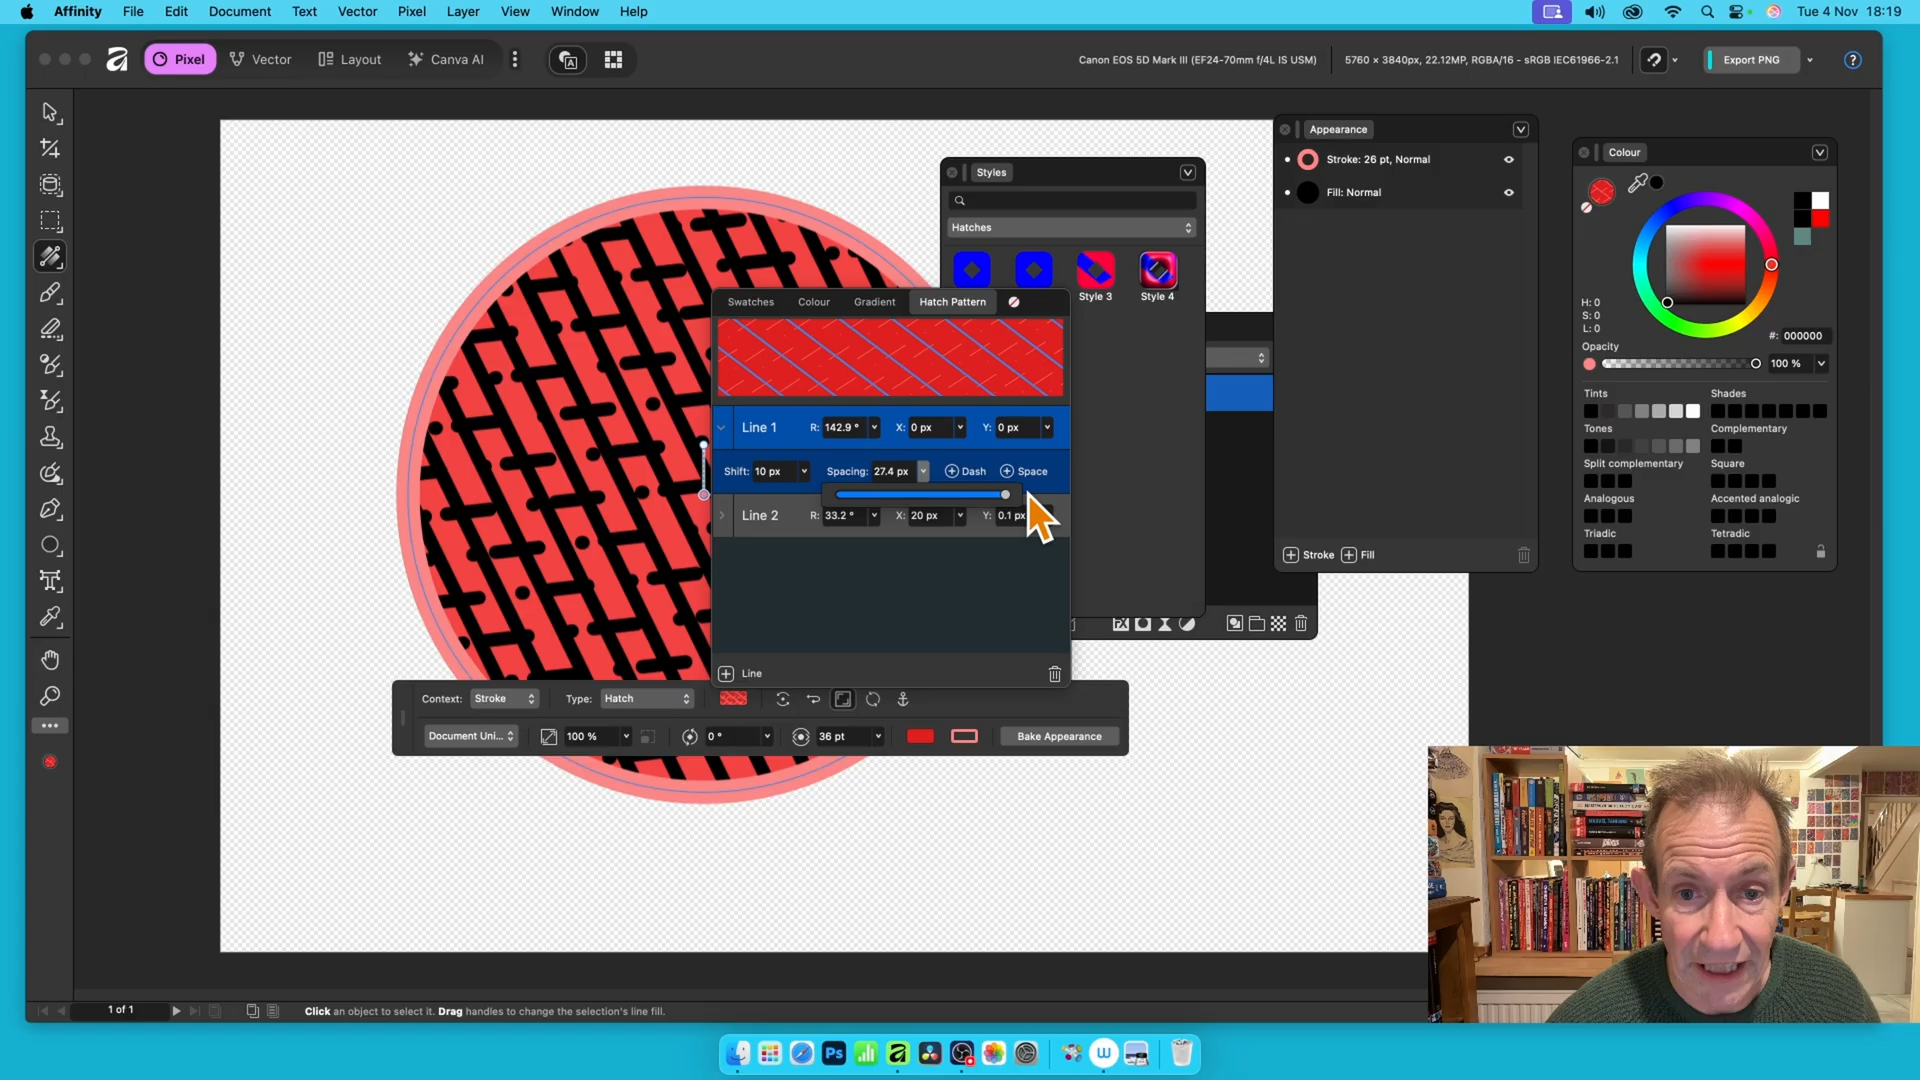 Affinity File Edit Document Text Vector Pixel Layer View Window Help Tue 4 Nov 18:19
Pixel Vector Layout Canva AI Canon EOS 5D Mark III (EF24-70mm f/4L IS USM) 5760 × 3840px, 22.12MP, RGBA/16 - sRGB IEC61966-2.1 Export PNG
Appearance
Stroke: 26 pt, Normal
Fill: Normal
Stroke Fill
Colour
H: 0
S: 0
L: 0
#: 000000
Opacity
100 %
Tints Shades
Tones Complementary
Split complementary Square
Analogous Accented analogic
Triadic Tetradic
Styles
Hatches
Style 3 Style 4
Swatches Colour Gradient Hatch Pattern
Line 1 R: 142.9 ° X: 0 px Y: 0 px
Shift: 10 px Spacing: 27.4 px Dash Space
Line 2 R: 33.2 ° X: 20 px Y: 0.1 px
Line
Context: Stroke Type: Hatch
Document Uni... 100 % 0 ° 36 pt Bake Appearance
1 of 1 Click an object to select it. Drag handles to change the selection's line fill.
Ps